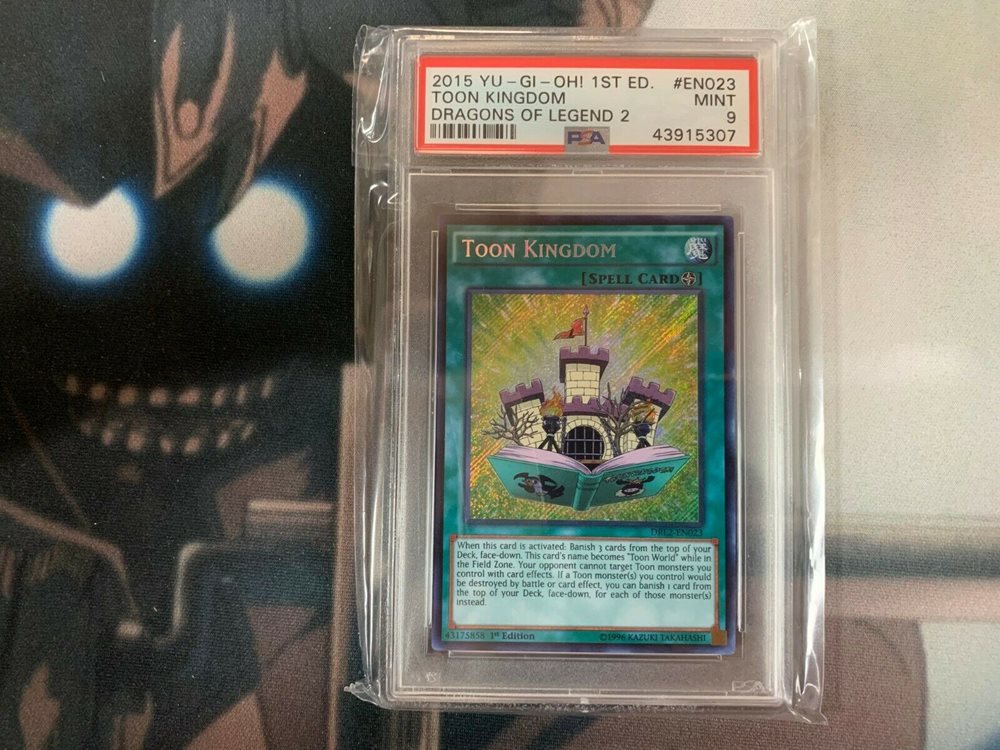 2015 YU-GI-OH! 1ST ED. #EN023
TOON KINGDOM MINT
DRAGONS OF LEGEND 2 9
PSA 43915307
TOON KINGDOM
[SPELL CARD]
DRL2-EN023
When this card is activated: Banish 3 cards from the top of your
Deck, face-down. This card's name becomes "Toon World" while in
the Field Zone. Your opponent cannot target Toon monsters you
control with card effects. If a Toon monster(s) you control would
be destroyed by battle or card effect, you can banish 1 card from
the top of your Deck, face-down, for each of those monster(s)
instead.
43175858 1st Edition ©1996 KAZUKI TAKAHASHI
PSA